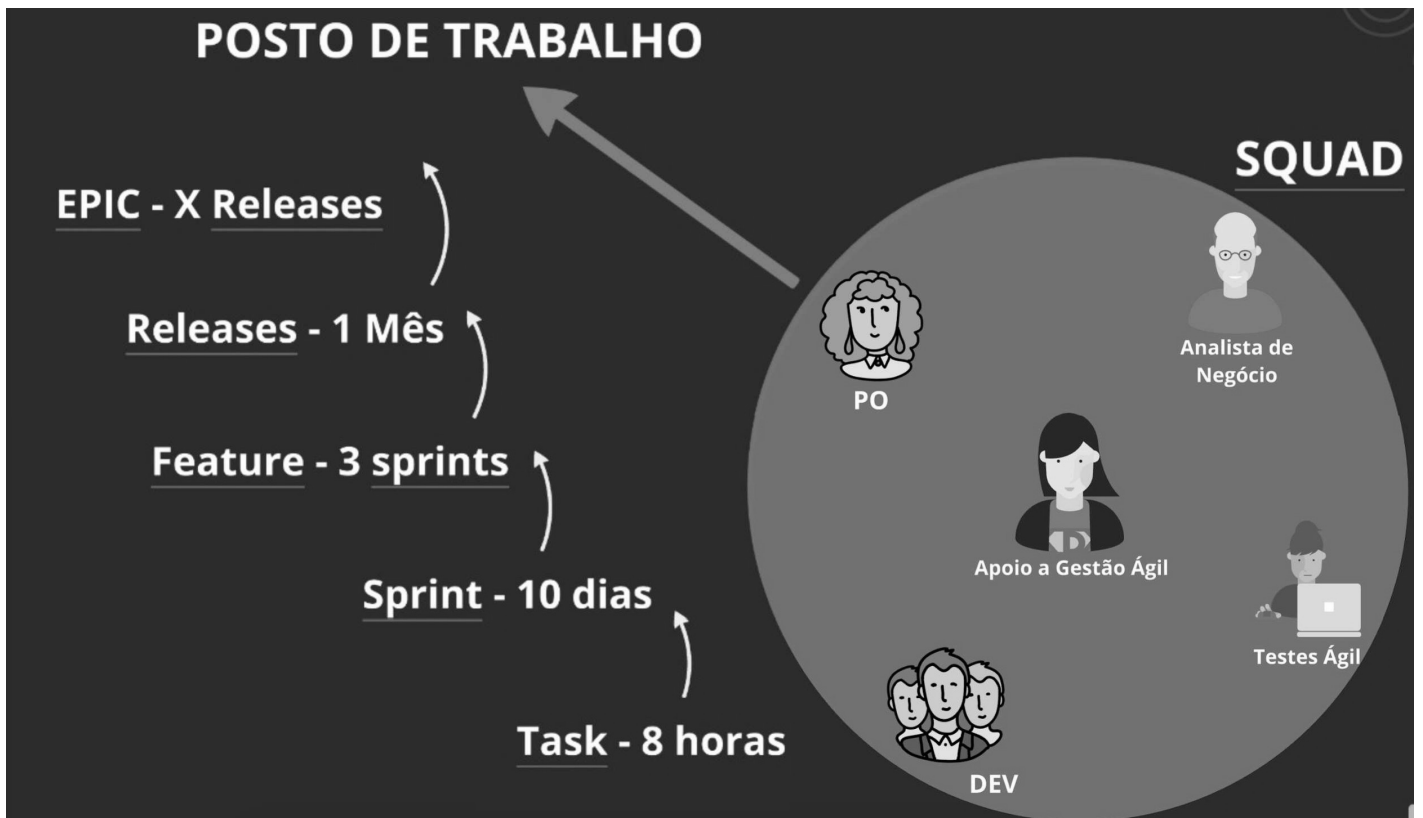 POSTO DE TRABALHO
SQUAD
EPIC - X Releases
Releases - 1 Mês
Feature - 3 sprints
Sprint - 10 dias
Task - 8 horas
Analista de
Negócio
PO
Apoio a Gestão Ágil
Testes Ágil
DEV